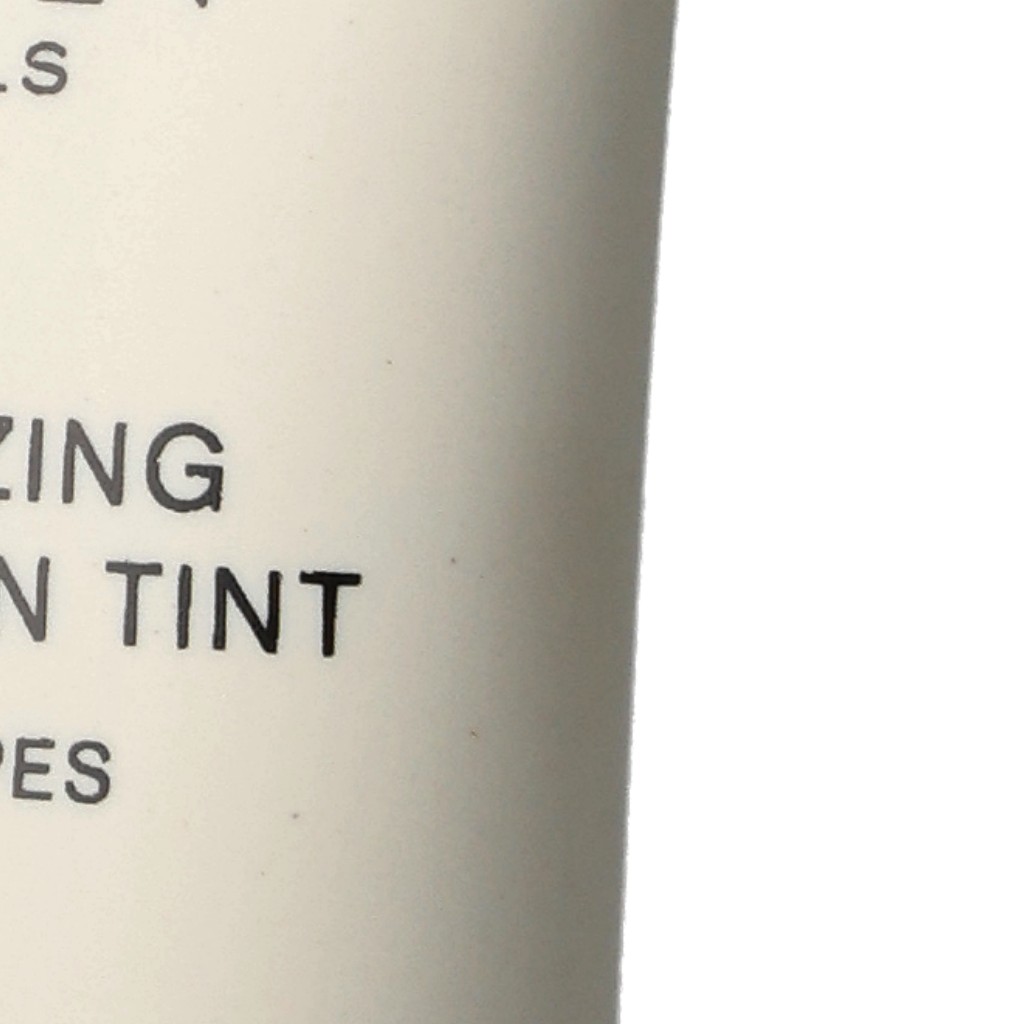 LS
ZING
N TINT
PES